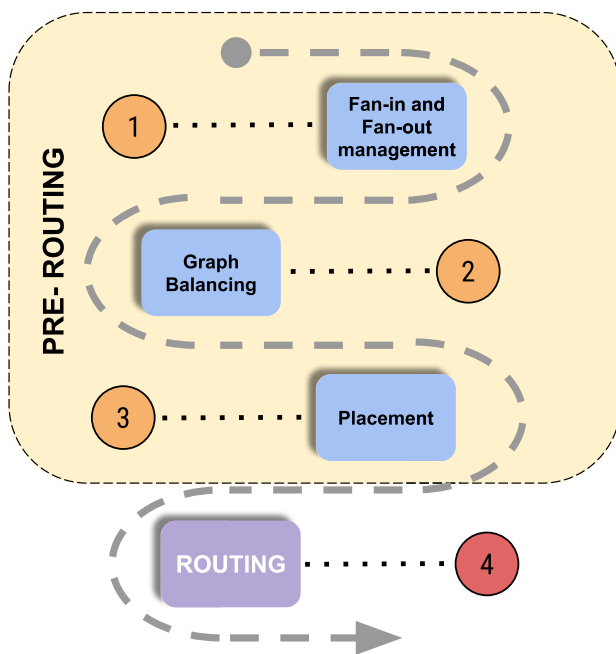 PRE- ROUTING
1
Fan-in and
Fan-out
management
Graph
Balancing
2
3
Placement
ROUTING
4